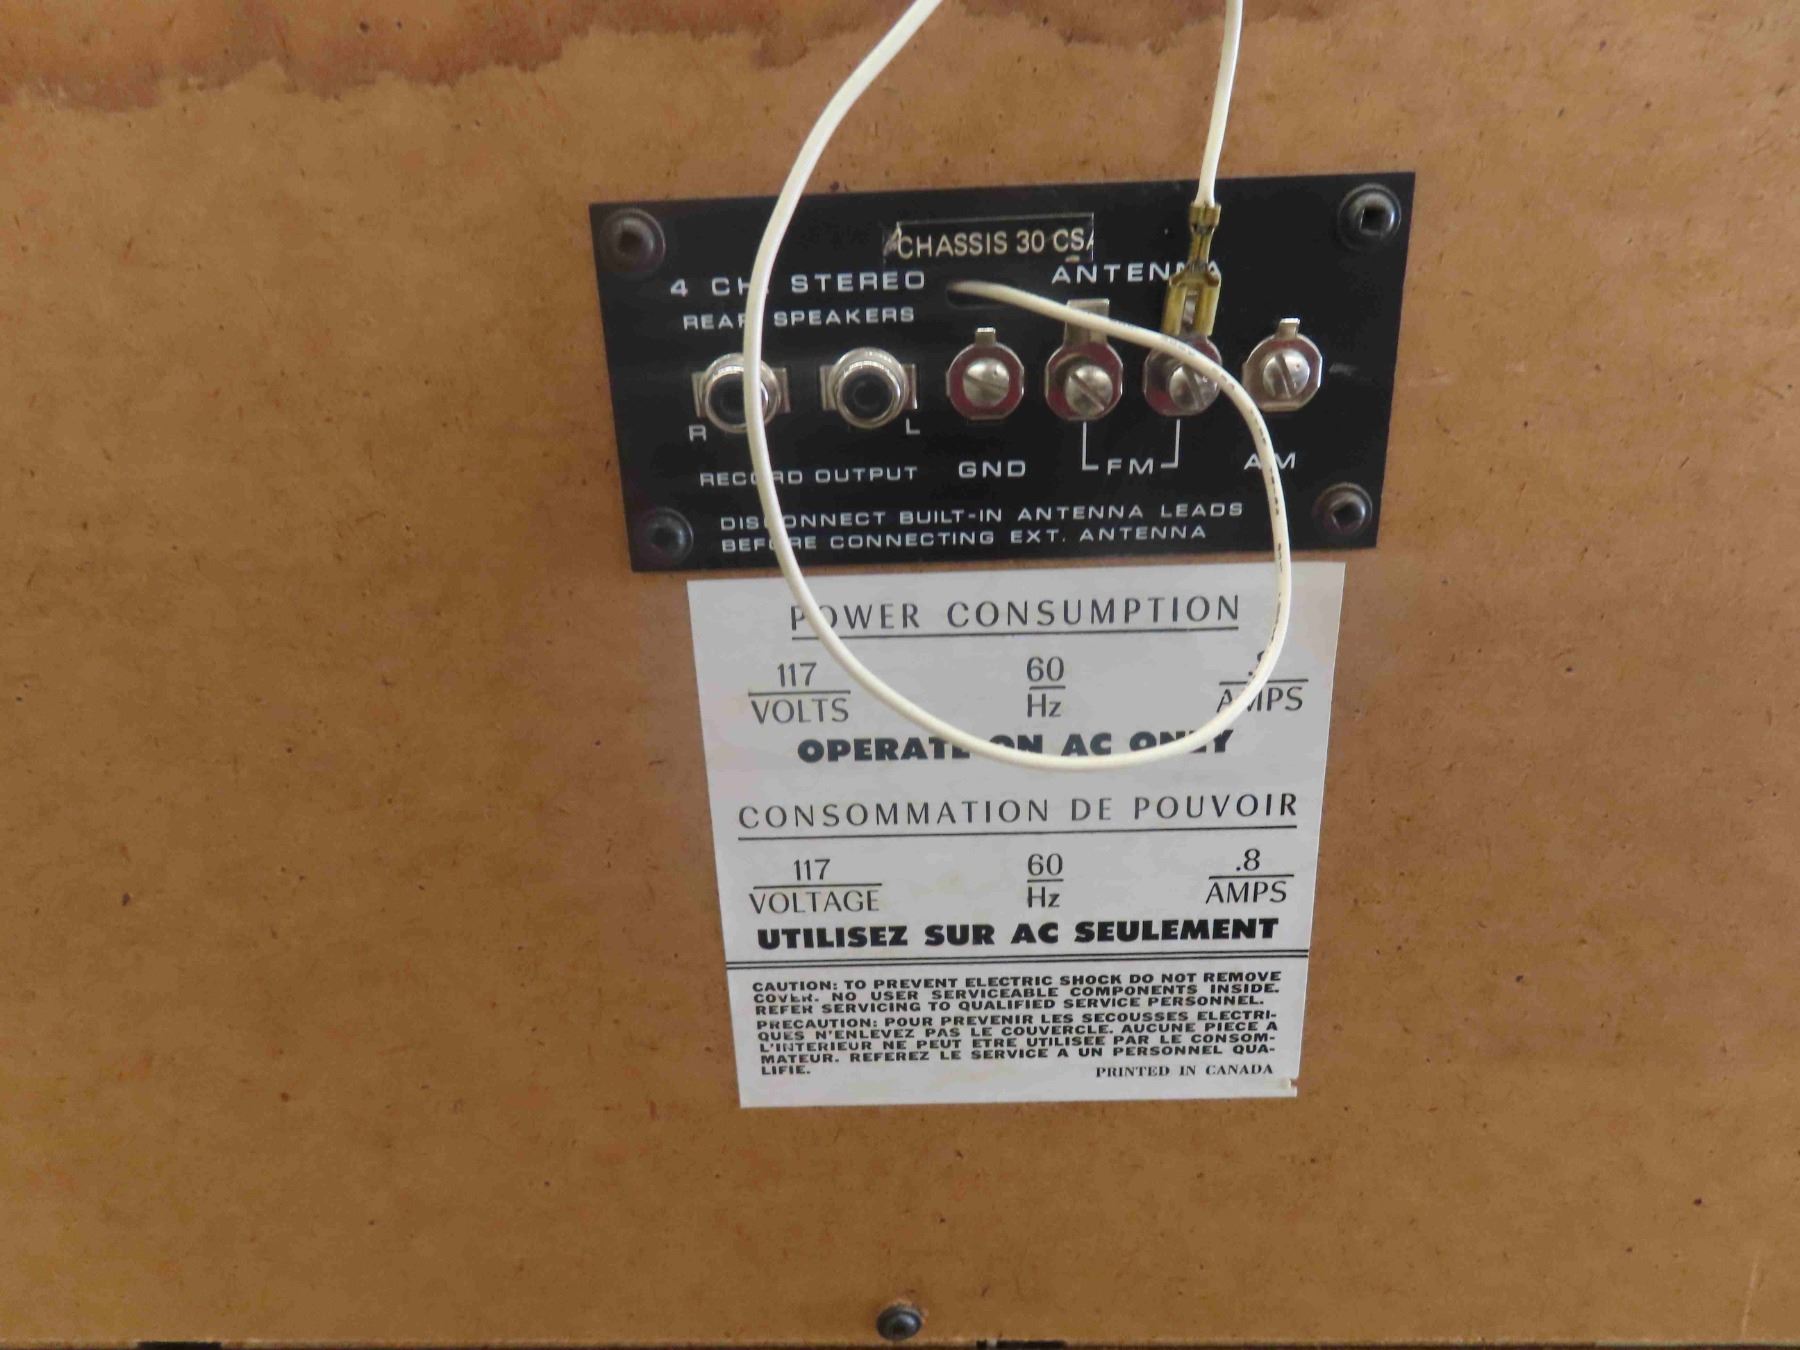 CHASSIS 30 CSA
4 CH. STEREO
ANTENNA
REAR SPEAKERS
R
L
RECORD OUTPUT
GND
FM
AM
DISCONNECT BUILT-IN ANTENNA LEADS
BEFORE CONNECTING EXT. ANTENNA
POWER CONSUMPTION
117 60 .8
VOLTS Hz AMPS
OPERATE ON AC ONLY
CONSOMMATION DE POUVOIR
117 60 .8
VOLTAGE Hz AMPS
UTILISEZ SUR AC SEULEMENT
CAUTION: TO PREVENT ELECTRIC SHOCK DO NOT REMOVE
COVER. NO USER SERVICEABLE COMPONENTS INSIDE.
REFER SERVICING TO QUALIFIED SERVICE PERSONNEL.
PRECAUTION: POUR PREVENIR LES SECOUSSES ELECTRI-
QUES N'ENLEVEZ PAS LE COUVERCLE. AUCUNE PIECE A
L'INTERIEUR NE PEUT ETRE UTILISEE PAR LE CONSOM-
MATEUR. REFEREZ LE SERVICE A UN PERSONNEL QUA-
LIFIE.
PRINTED IN CANADA